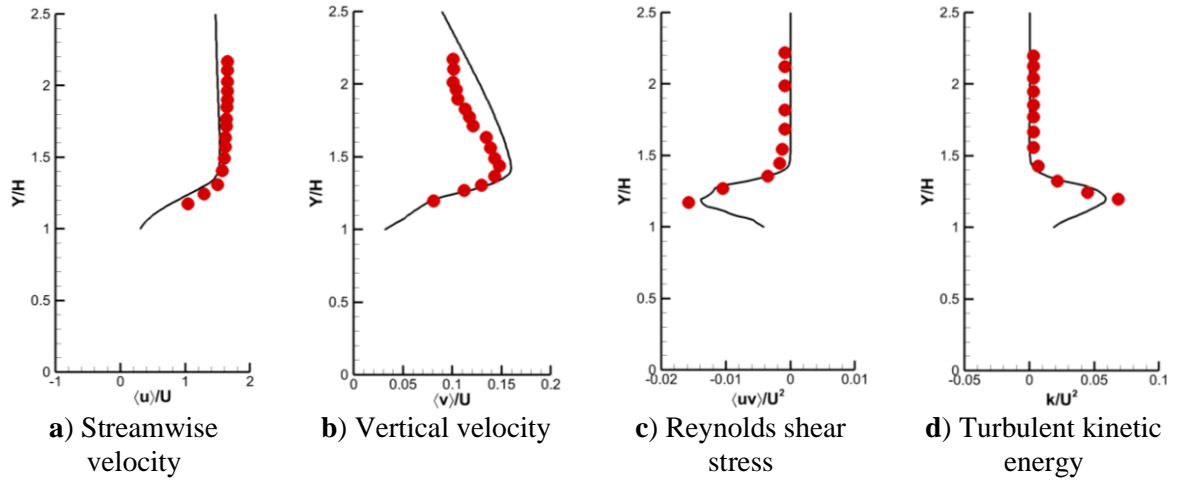 2.5
2
1.5
1
0.5
0
Y/H
-1 0 1 2
⟨u⟩/U
a) Streamwise
velocity
2.5
2
1.5
1
0.5
0
Y/H
0 0.05 0.1 0.15 0.2
⟨v⟩/U
b) Vertical velocity
2.5
2
1.5
1
0.5
0
Y/H
-0.02 -0.01 0 0.01
⟨uv⟩/U²
c) Reynolds shear
stress
2.5
2
1.5
1
0.5
0
Y/H
-0.05 0 0.05 0.1
k/U²
d) Turbulent kinetic
energy